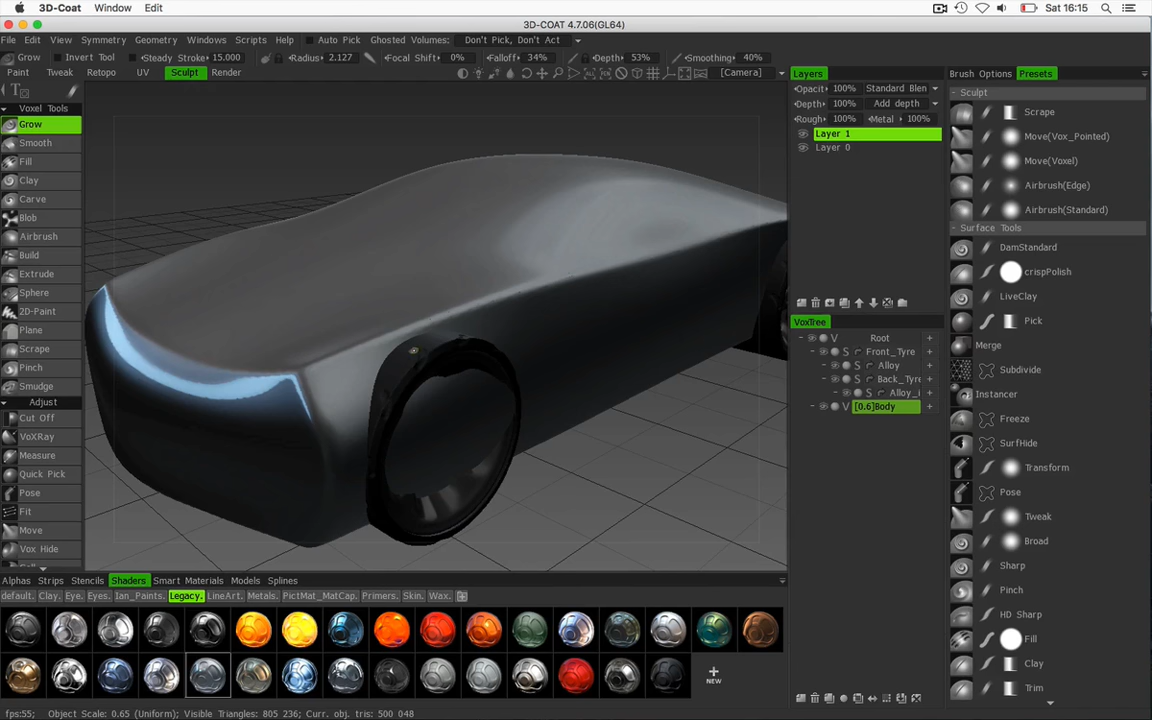 3D-Coat Window Edit Sat 16:15
3D-COAT 4.7.06(GL64)
File Edit View Symmetry Geometry Windows Scripts Help Auto Pick Ghosted Volumes: Don't Pick, Don't Act
Grow Invert Tool Steady Stroke 15.000 Radius 2.127 Focal Shift 0% Falloff 34% Depth 53% Smoothing 40%
Paint Tweak Retopo UV Sculpt Render [Camera]
Voxel Tools
Grow
Smooth
Fill
Clay
Carve
Blob
Airbrush
Build
Extrude
Sphere
2D-Paint
Plane
Scrape
Pinch
Smudge
Adjust
Cut Off
VoXRay
Measure
Quick Pick
Pose
Fit
Move
Vox Hide
Layers
Opacit 100% Standard Blen
Depth 100% Add depth
Rough 100% Metal 100%
Layer 1
Layer 0
VoxTree
V Root +
S Front_Tyre
S Alloy +
S Back_Tyre
S Alloy_
V [0.6]Body +
Brush Options Presets
- Sculpt
Scrape
Move(Vox_Pointed)
Move(Voxel)
Airbrush(Edge)
Airbrush(Standard)
- Surface Tools
DamStandard
crispPolish
LiveClay
Pick
Merge
Subdivide
Instancer
Freeze
SurfHide
Transform
Pose
Tweak
Broad
Sharp
Pinch
HD Sharp
Fill
Clay
Trim
Alphas Strips Stencils Shaders Smart Materials Models Splines
default. Clay. Eye. Eyes. Ian_Paints. Legacy. LineArt. Metals. PictMat_MatCap. Primers. Skin. Wax.
NEW
fps:55; Object Scale: 0.65 (Uniform); Visible Triangles: 805 236; Curr. obj. tris: 500 048